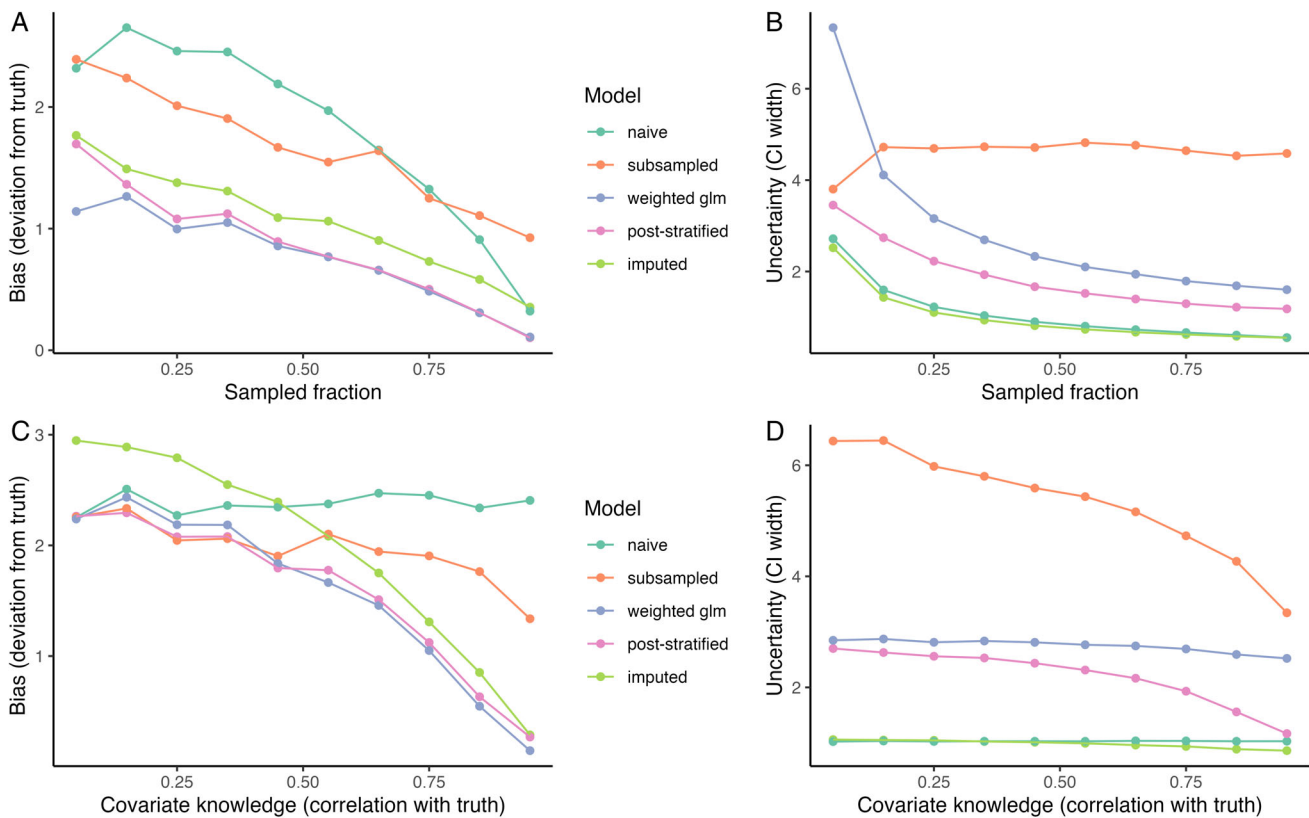 A
Bias (deviation from truth)
2
1
0
0.25
0.50
0.75
Sampled fraction
Model
naive
subsampled
weighted glm
post-stratified
imputed
B
Uncertainty (CI width)
6
4
2
0.25
0.50
0.75
Sampled fraction
C
Bias (deviation from truth)
3
2
1
0.25
0.50
0.75
Covariate knowledge (correlation with truth)
Model
naive
subsampled
weighted glm
post-stratified
imputed
D
Uncertainty (CI width)
6
4
2
0.25
0.50
0.75
Covariate knowledge (correlation with truth)